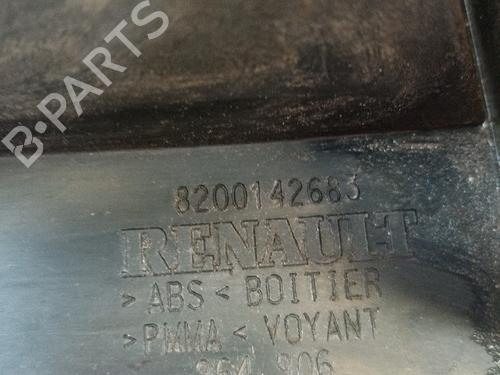 B-PARTS
8200142683
RENAULT
> ABS < BOITIER
> PMMA < VOYANT